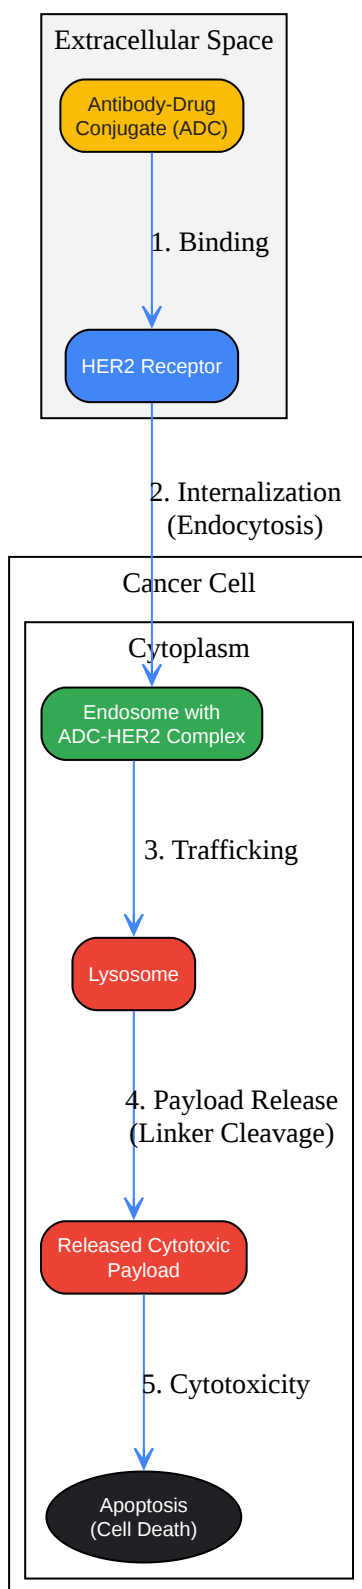 Extracellular Space
Antibody-Drug
Conjugate (ADC)
1. Binding
HER2 Receptor
2. Internalization
(Endocytosis)
Cancer Cell
Cytoplasm
Endosome with
ADC-HER2 Complex
3. Trafficking
Lysosome
4. Payload Release
(Linker Cleavage)
Released Cytotoxic
Payload
5. Cytotoxicity
Apoptosis
(Cell Death)